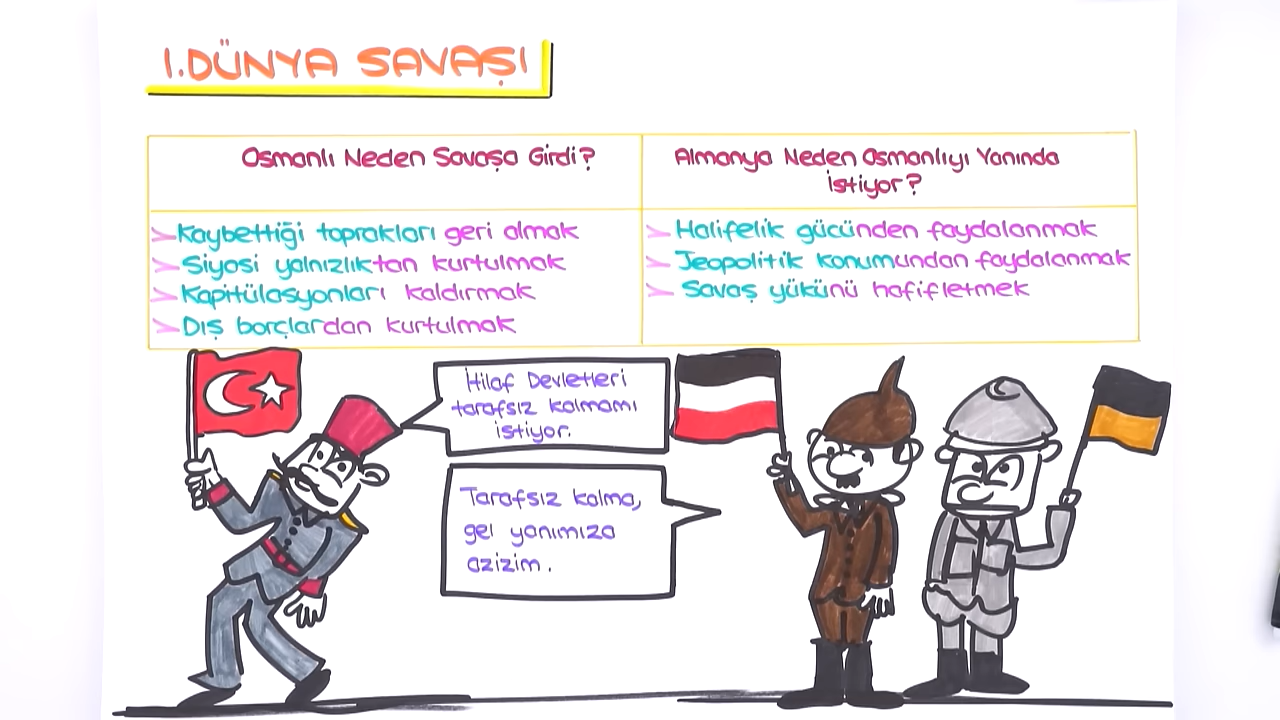 I.DÜNYA SAVAŞI
Osmanlı Neden Savaşa Girdi?
Kaybettiği toprakları geri almak
Siyasi yalnızlıktan kurtulmak
Kapitülasyonları kaldırmak
Dış borçlardan kurtulmak
Almanya Neden Osmanlıyı Yanında
İstiyor?
Halifelik gücünden faydalanmak
Jeopolitik konumundan faydalanmak
Savaş yükünü hafifletmek
İtilaf Devletleri
tarafsız kalmamı
istiyor.
Tarafsız kalma,
gel yanımıza
azizim.